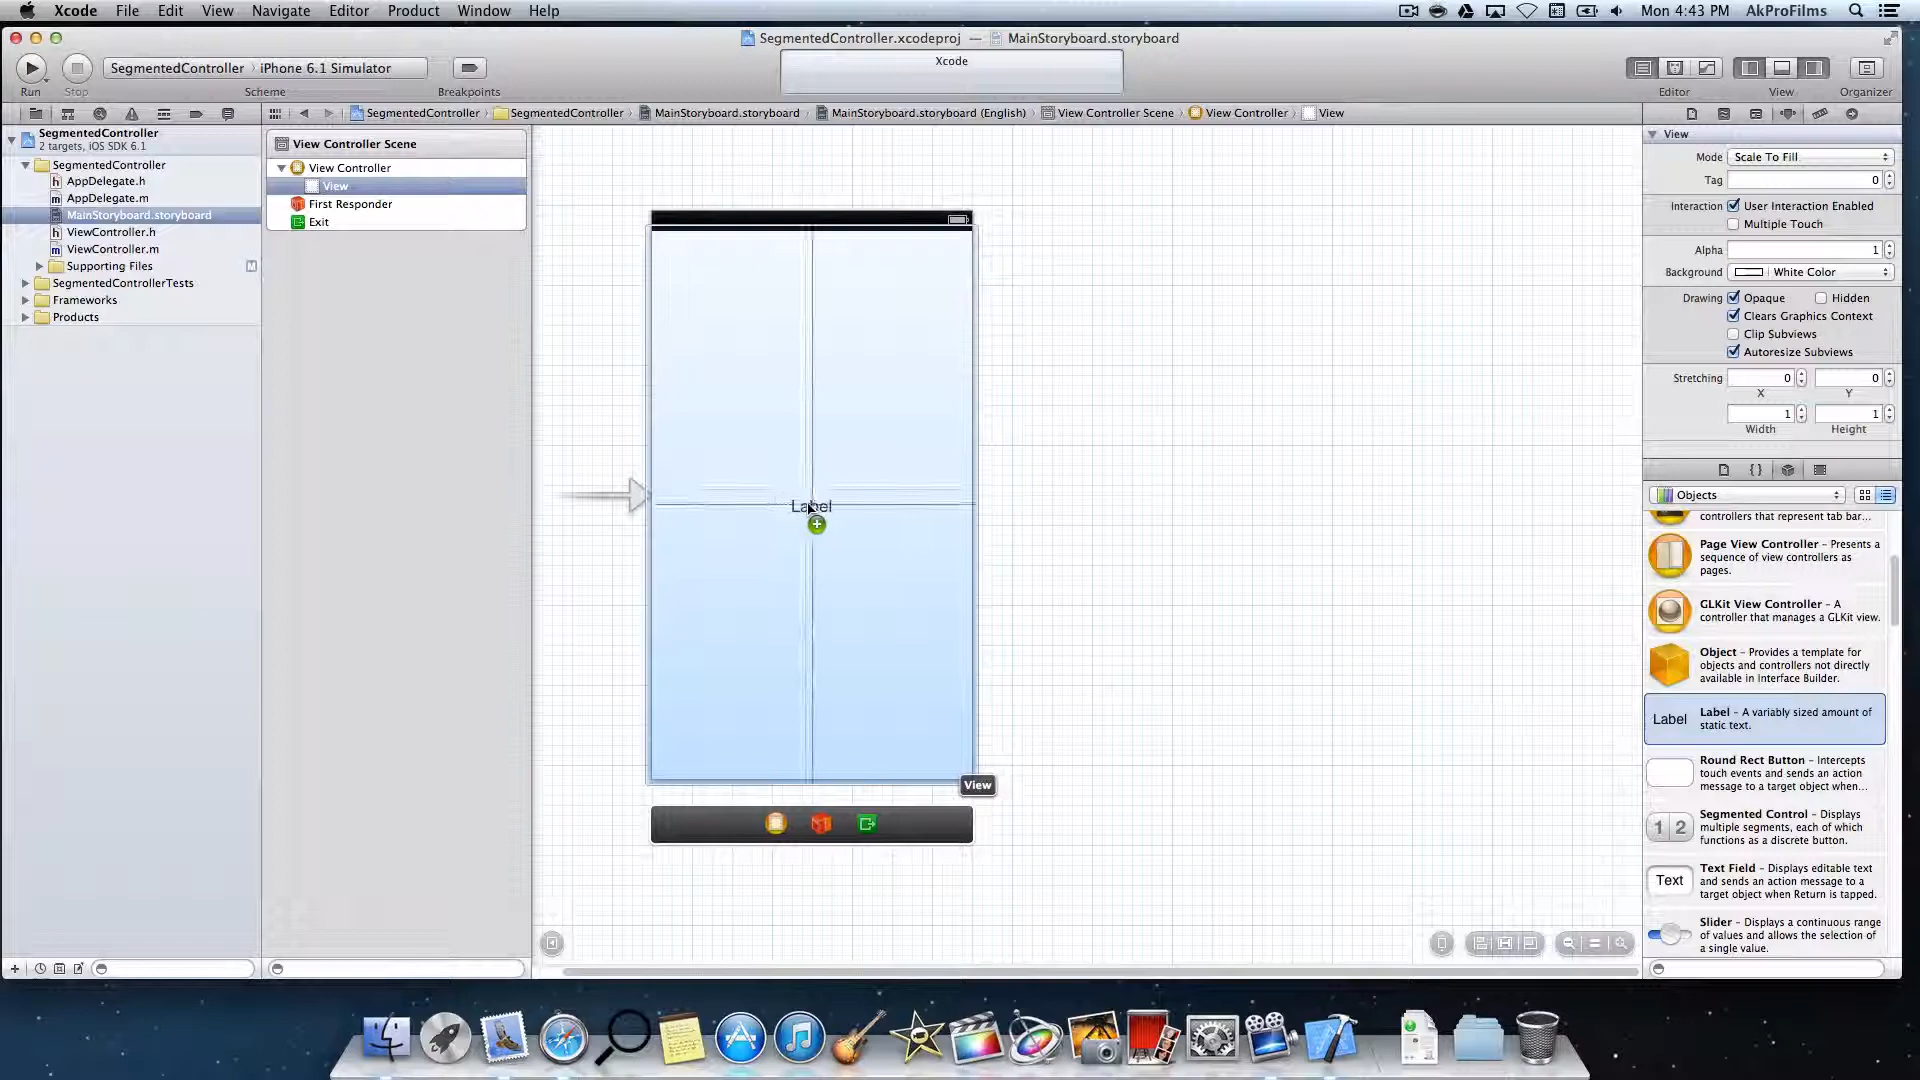 Xcode File Edit View Navigate Editor Product Window Help Mon 4:43 PM AkProFilms
SegmentedController.xcodeproj — MainStoryboard.storyboard
SegmentedController › iPhone 6.1 Simulator
Xcode
Run Stop Scheme Breakpoints Editor View Organizer
SegmentedController SegmentedController MainStoryboard.storyboard MainStoryboard.storyboard (English) View Controller Scene View Controller View
SegmentedController
2 targets, iOS SDK 6.1
SegmentedController
h AppDelegate.h
m AppDelegate.m
MainStoryboard.storyboard
h ViewController.h
m ViewController.m
Supporting Files M
SegmentedControllerTests
Frameworks
Products
View Controller Scene
View Controller
View
First Responder
Exit
Label
View
View
Mode Scale To Fill
Tag 0
Interaction User Interaction Enabled
Multiple Touch
Alpha 1
Background White Color
Drawing Opaque Hidden
Clears Graphics Context
Clip Subviews
Autoresize Subviews
Stretching 0 0
X Y
1 1
Width Height
Objects
controllers that represent tab bar...
Page View Controller – Presents a
sequence of view controllers as
pages.
GLKit View Controller – A
controller that manages a GLKit view.
Object – Provides a template for
objects and controllers not directly
available in Interface Builder.
Label Label – A variably sized amount of
static text.
Round Rect Button – Intercepts
touch events and sends an action
message to a target object when...
1 2 Segmented Control – Displays
multiple segments, each of which
functions as a discrete button.
Text Text Field – Displays editable text
and sends an action message to a
target object when Return is tapped.
Slider – Displays a continuous range
of values and allows the selection of
a single value.